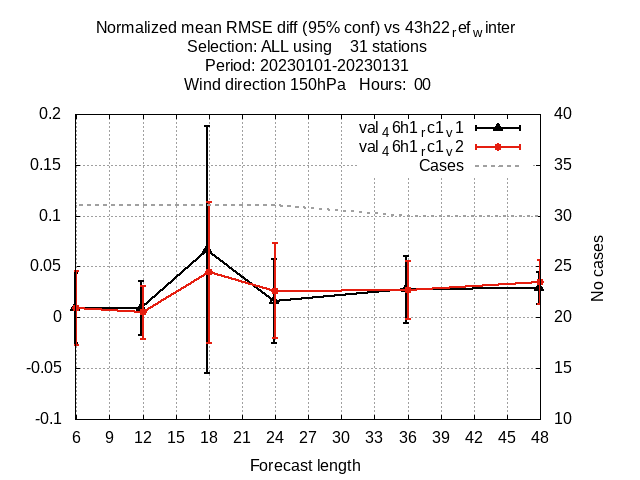 Normalized mean RMSE diff (95% conf) vs 43h22refwinter
Selection: ALL using 31 stations
Period: 20230101-20230131
Wind direction 150hPa Hours: 00
0.2
0.15
0.1
0.05
0
-0.05
-0.1
40
35
30
25
20
15
10
val46h1rc1v1
val46h1rc1v2
Cases
No cases
6 9 12 15 18 21 24 27 30 33 36 39 42 45 48
Forecast length